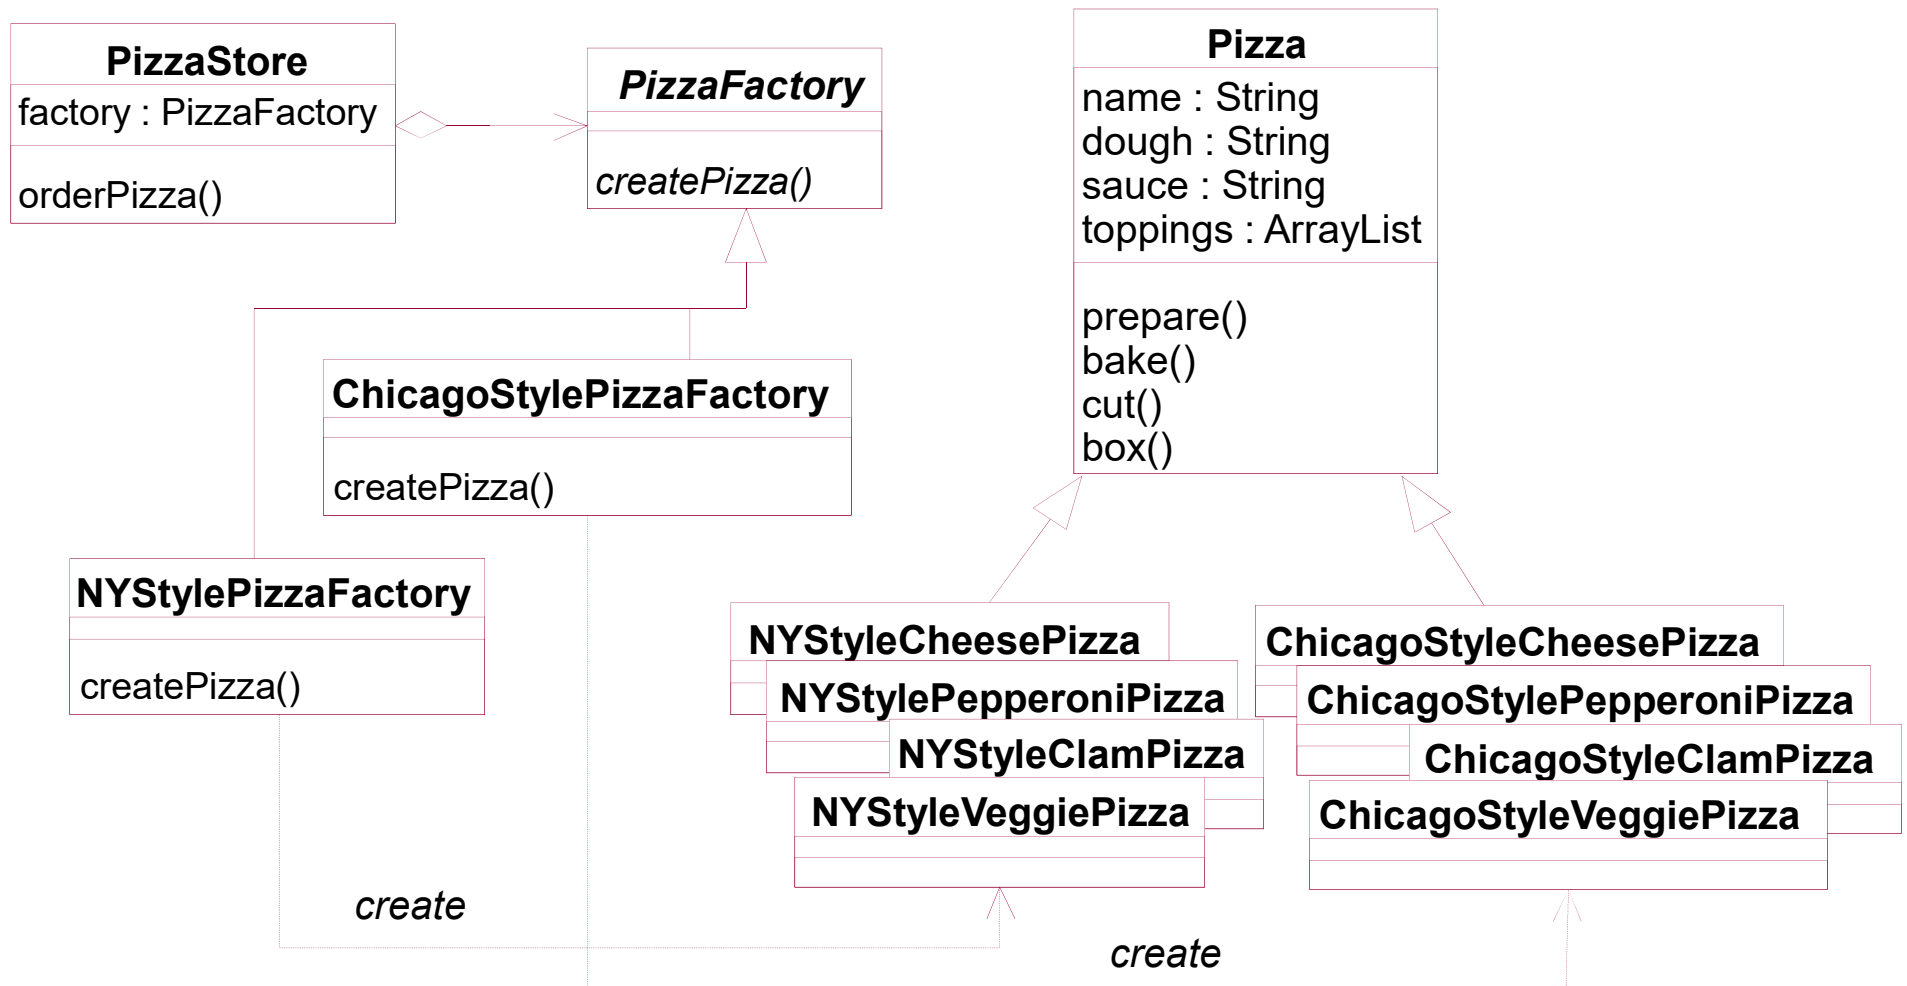 PizzaStore
factory : PizzaFactory
orderPizza()
PizzaFactory
createPizza()
Pizza
name : String
dough : String
sauce : String
toppings : ArrayList
prepare()
bake()
cut()
box()
ChicagoStylePizzaFactory
createPizza()
NYStylePizzaFactory
createPizza()
NYStyleCheesePizza
NYStylePepperoniPizza
NYStyleClamPizza
NYStyleVeggiePizza
ChicagoStyleCheesePizza
ChicagoStylePepperoniPizza
ChicagoStyleClamPizza
ChicagoStyleVeggiePizza
create
create